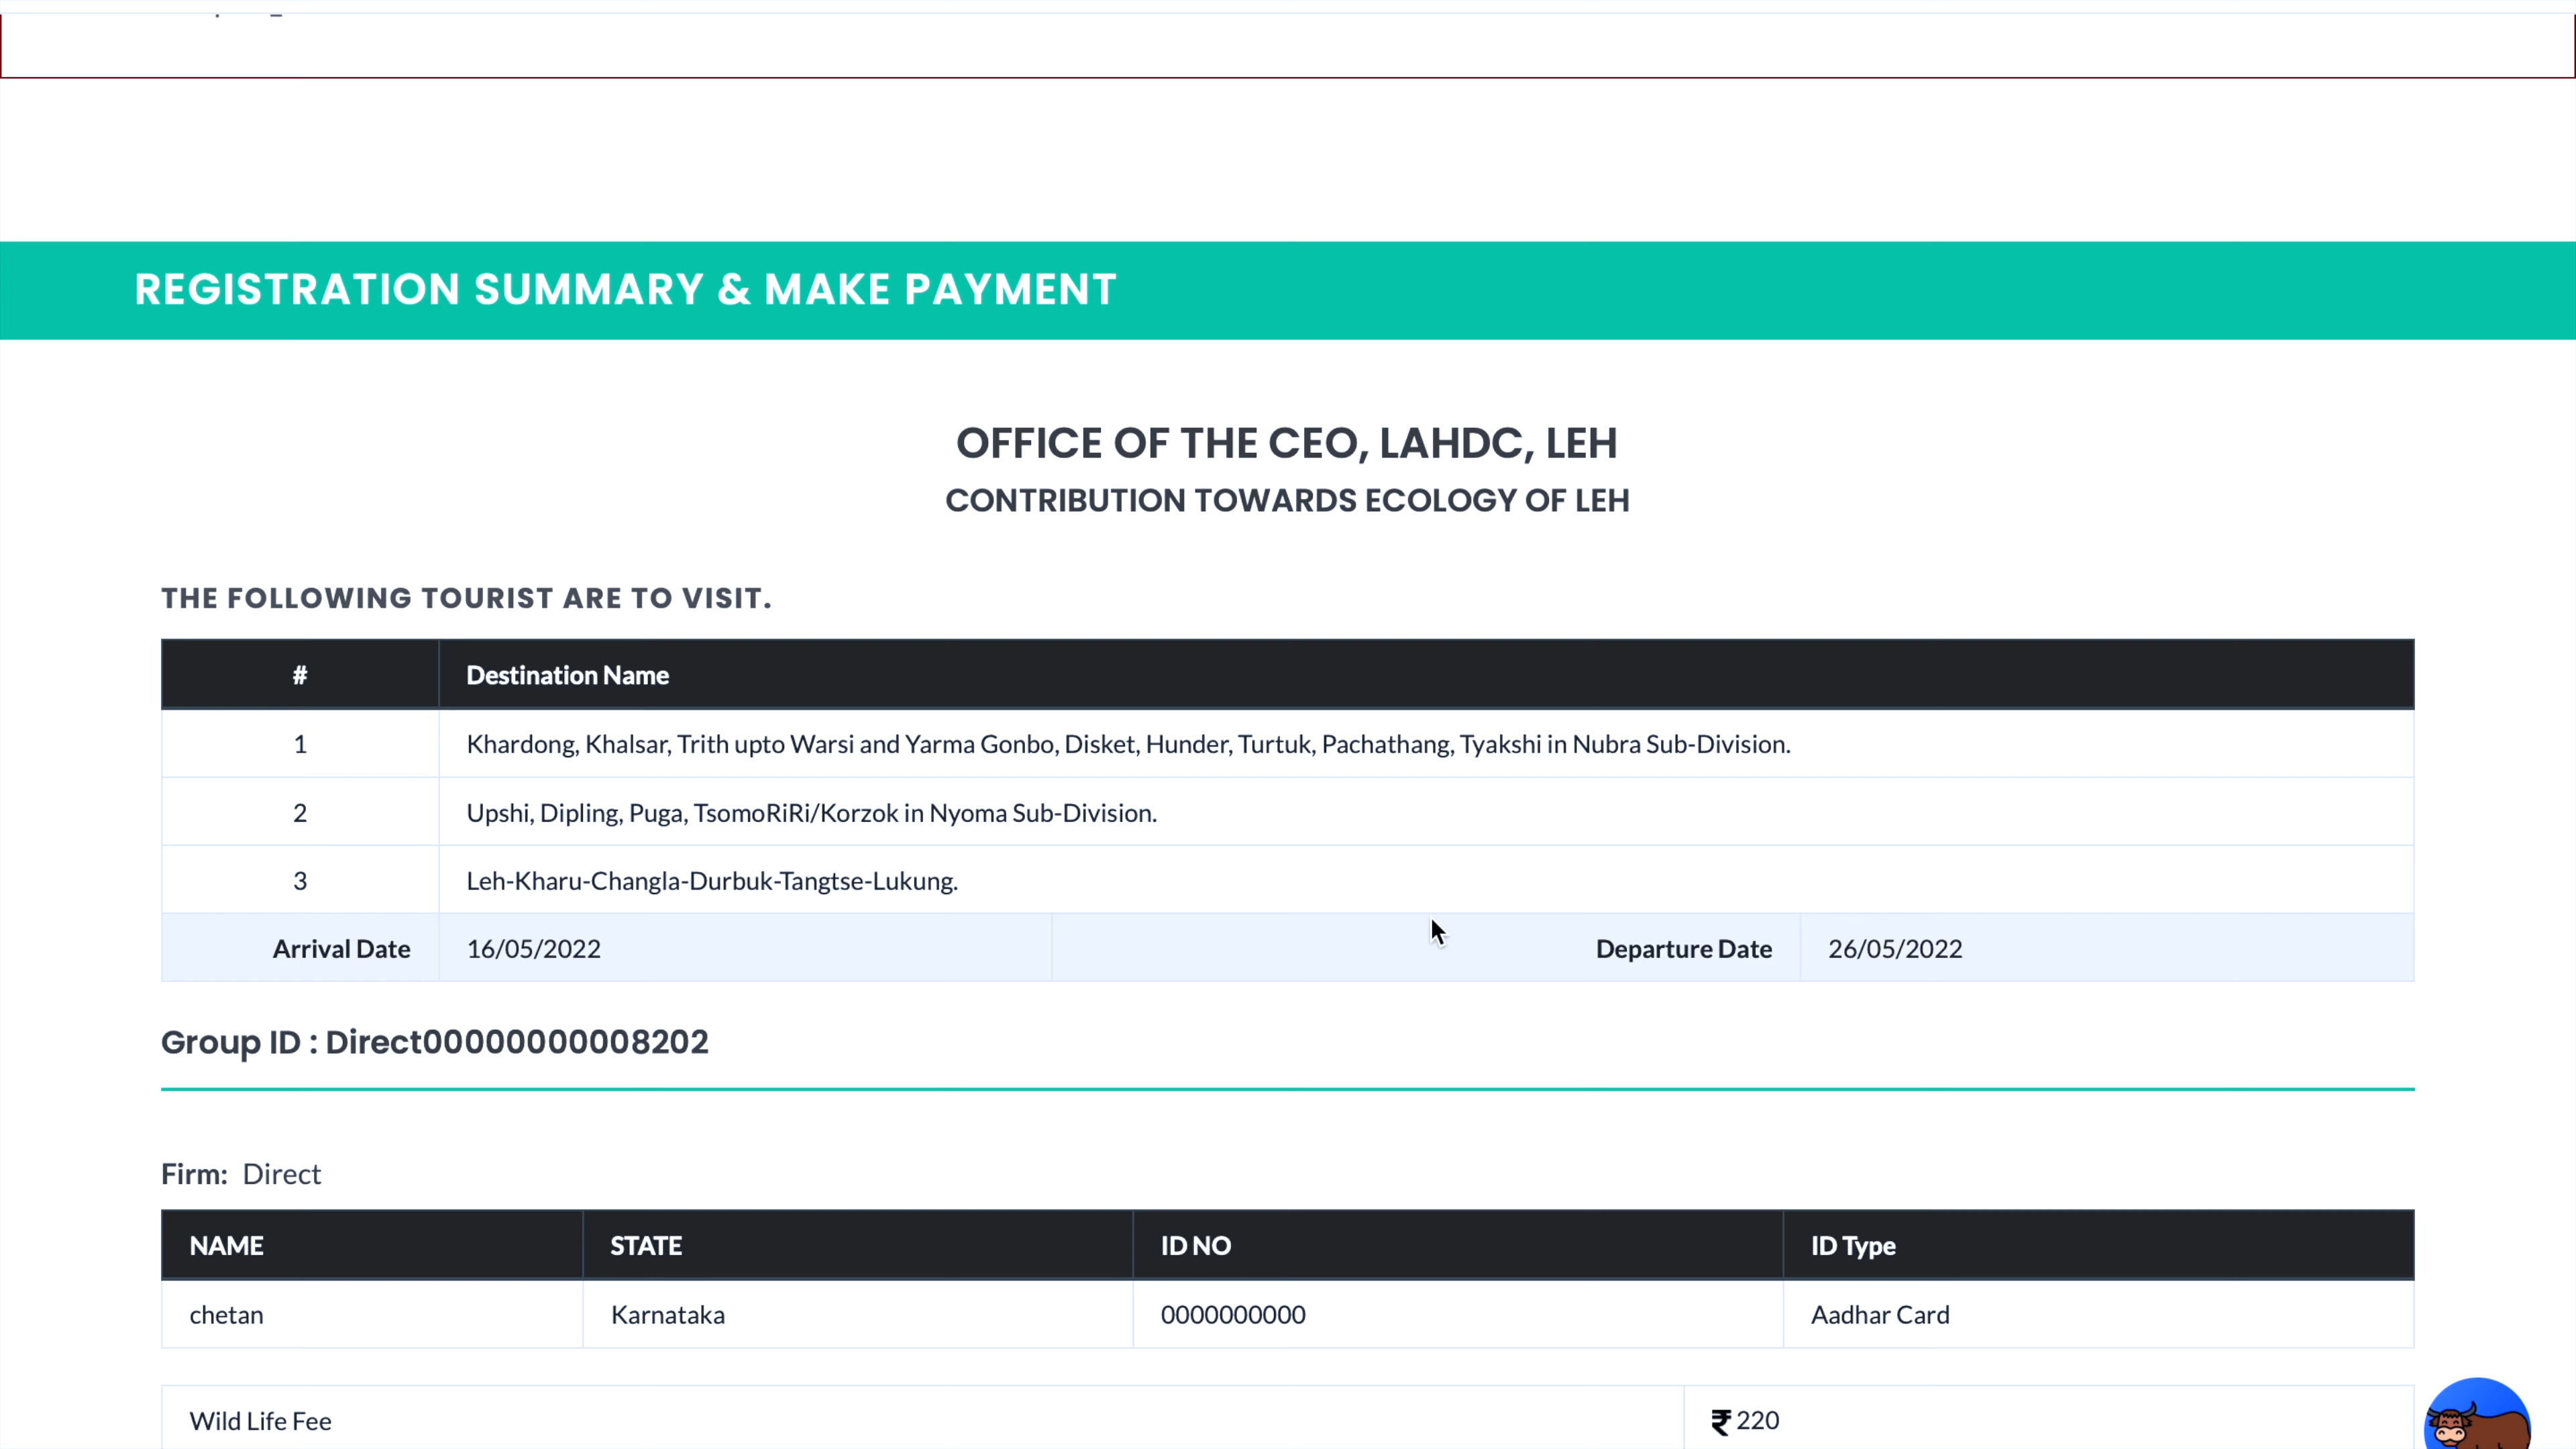 REGISTRATION SUMMARY & MAKE PAYMENT
OFFICE OF THE CEO, LAHDC, LEH
CONTRIBUTION TOWARDS ECOLOGY OF LEH
THE FOLLOWING TOURIST ARE TO VISIT.
# Destination Name
1 Khardong, Khalsar, Trith upto Warsi and Yarma Gonbo, Disket, Hunder, Turtuk, Pachathang, Tyakshi in Nubra Sub-Division.
2 Upshi, Dipling, Puga, TsomoRiRi/Korzok in Nyoma Sub-Division.
3 Leh-Kharu-Changla-Durbuk-Tangtse-Lukung.
Arrival Date 16/05/2022 Departure Date 26/05/2022
Group ID : Direct00000000008202
Firm: Direct
NAME STATE ID NO ID Type
chetan Karnataka 0000000000 Aadhar Card
Wild Life Fee ₹ 220